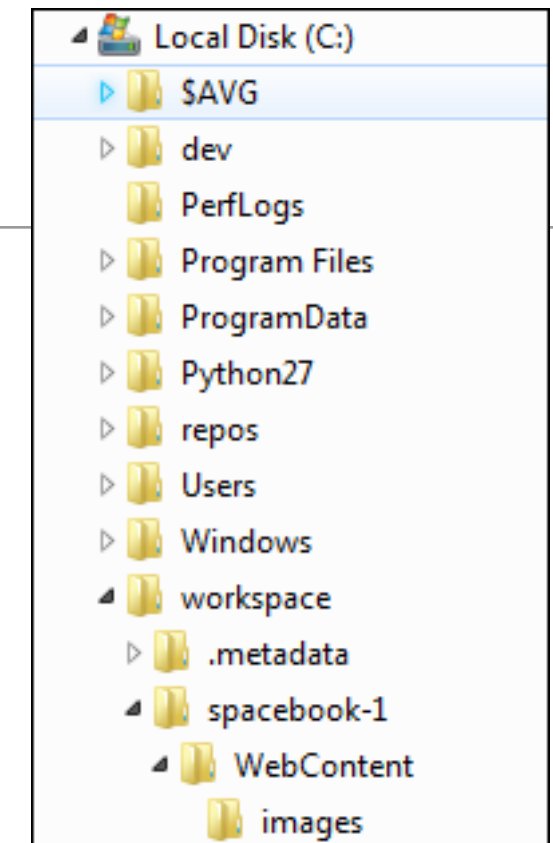 Local Disk (C:)
$AVG
dev
PerfLogs
Program Files
ProgramData
Python27
repos
Users
Windows
workspace
.metadata
spacebook-1
WebContent
images